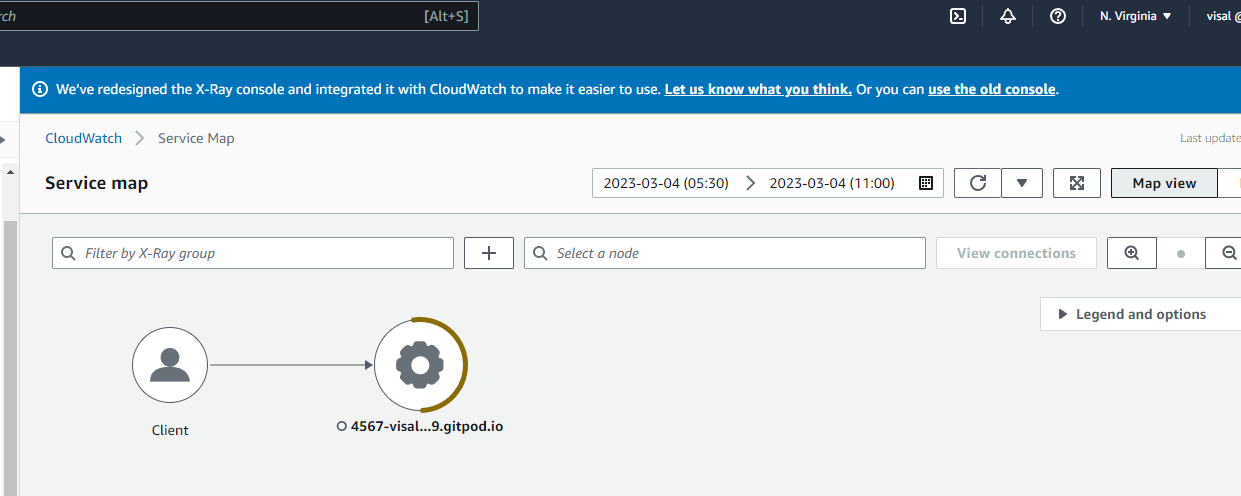 rch [Alt+S] N. Virginia ▼ visal @
We've redesigned the X-Ray console and integrated it with CloudWatch to make it easier to use. Let us know what you think. Or you can use the old console.
CloudWatch Service Map Last update
Service map 2023-03-04 (05:30) 2023-03-04 (11:00) Map view
Filter by X-Ray group Select a node View connections
Legend and options
4567-visal...9.gitpod.io
Client